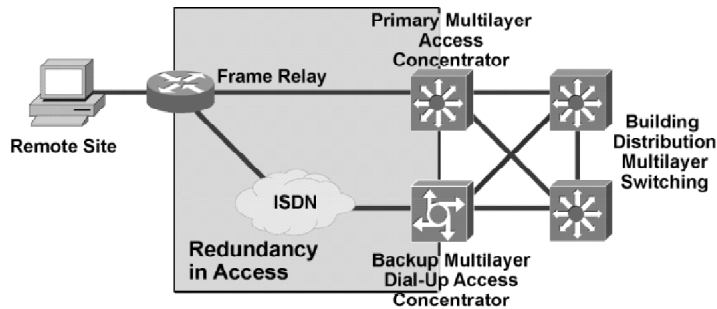 Primary Multilayer
Access
Concentrator
Frame Relay
Remote Site
Building
Distribution
Multilayer
Switching
ISDN
Redundancy
in Access
Backup Multilayer
Dial-Up Access
Concentrator